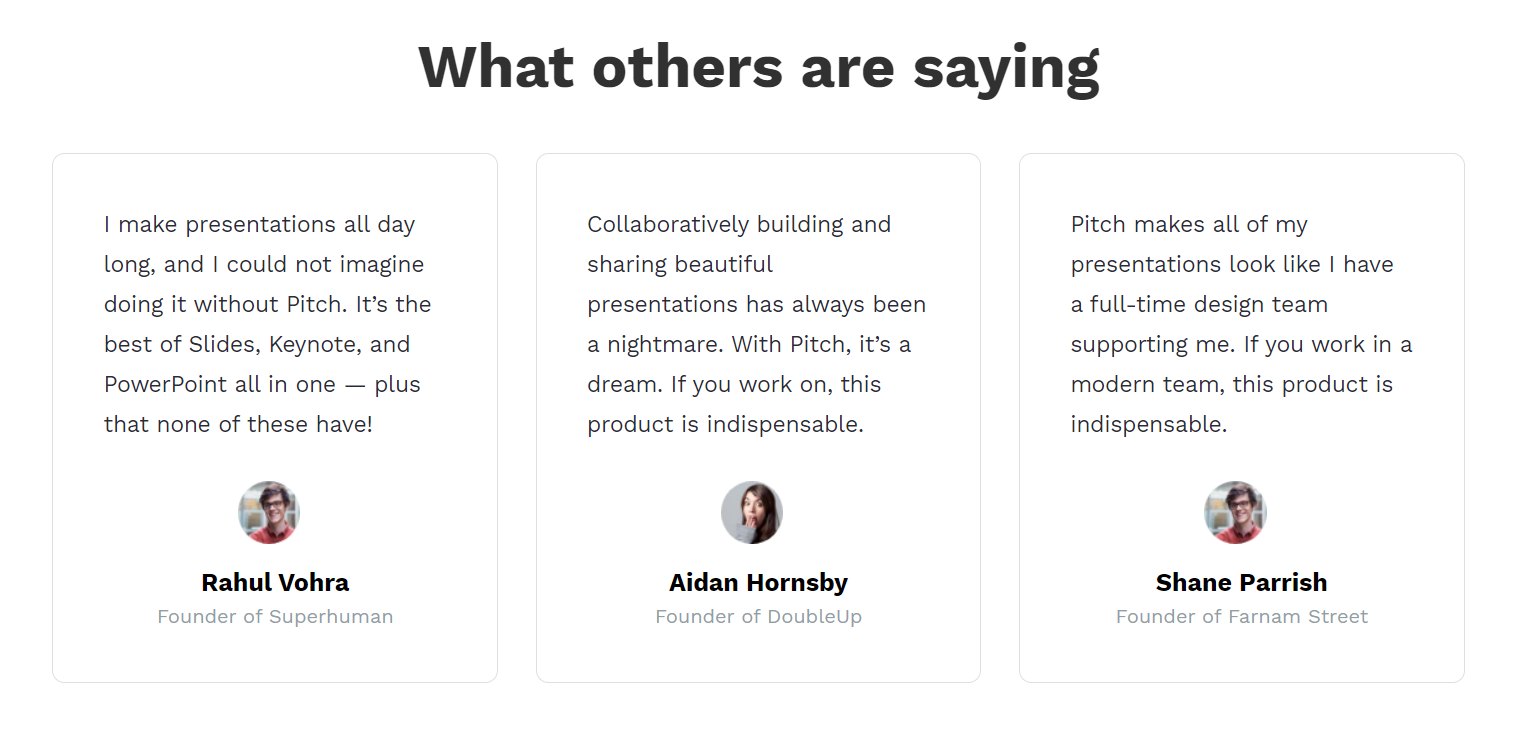 What others are saying
I make presentations all day
long, and I could not imagine
doing it without Pitch. It’s the
best of Slides, Keynote, and
PowerPoint all in one — plus
that none of these have!
Rahul Vohra
Founder of Superhuman
Collaboratively building and
sharing beautiful
presentations has always been
a nightmare. With Pitch, it’s a
dream. If you work on, this
product is indispensable.
Aidan Hornsby
Founder of DoubleUp
Pitch makes all of my
presentations look like I have
a full-time design team
supporting me. If you work in a
modern team, this product is
indispensable.
Shane Parrish
Founder of Farnam Street